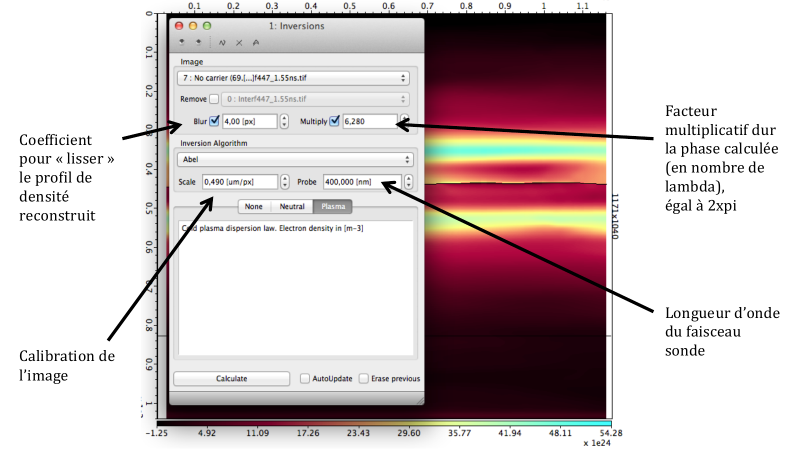 0.1 0.2 0.3 0.4 0.5 0.6 0.7 0.8 0.9 1 1.1
0
0.1
0.2
0.3
0.4
0.5
0.6
0.7
0.8
0.9
1
1: Inversions
Image
7 : No carrier (69.[...]f447_1.55ns.tif
Remove 0 : Interf447_1.55ns.tif
Blur 4,00 [px] Multiply 6,280
Inversion Algorithm
Abel
Scale 0,490 [um/px] Probe 400,000 [nm]
None Neutral Plasma
Cold plasma dispersion law. Electron density in [m-3]
Calculate AutoUpdate Erase previous
1171x1040
-1.25 4.92 11.09 17.26 23.43 29.60 35.77 41.94 48.11 54.28
x 1e24
Coefficient
pour « lisser »
le profil de
densité
reconstruit
Calibration de
l’image
Facteur
multiplicatif dur
la phase calculée
(en nombre de
lambda),
égal à 2xpi
Longueur d’onde
du faisceau
sonde